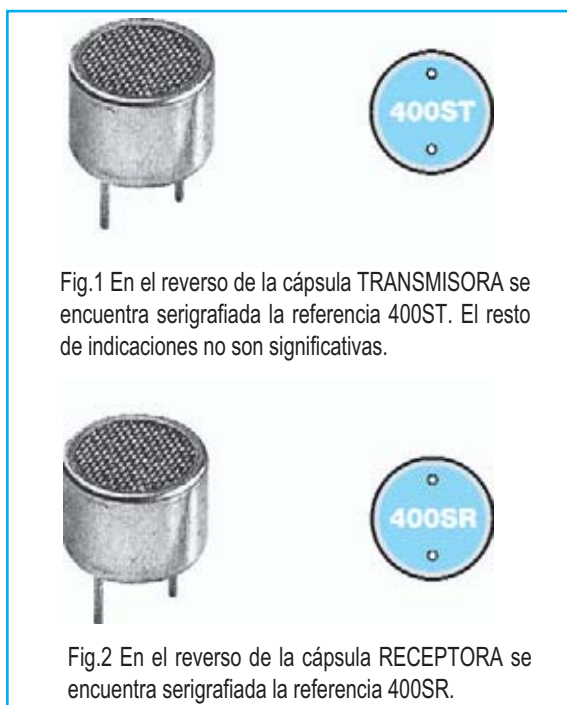 400ST
Fig.1 En el reverso de la cápsula TRANSMISORA se
encuentra serigrafiada la referencia 400ST. El resto
de indicaciones no son significativas.
400SR
Fig.2 En el reverso de la cápsula RECEPTORA se
encuentra serigrafiada la referencia 400SR.